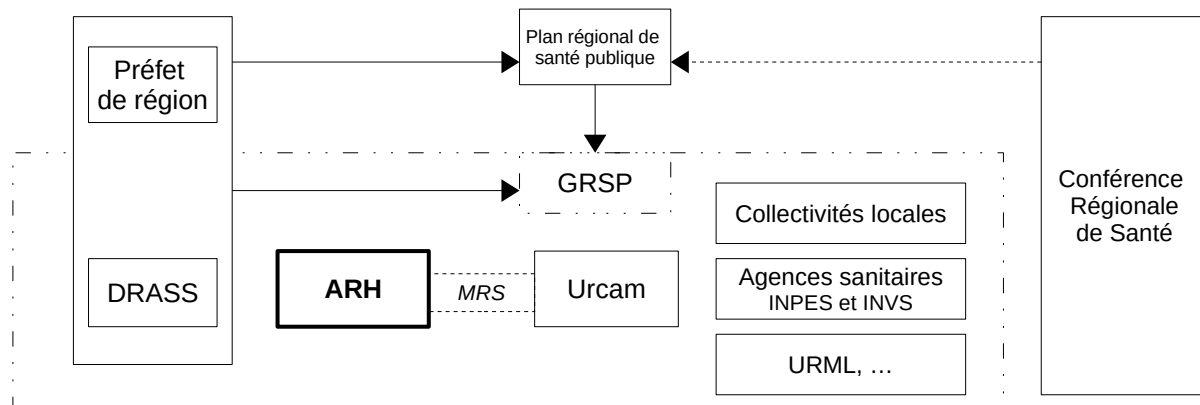 Préfet
de région
Plan régional de
santé publique
GRSP
DRASS
ARH
MRS
Urcam
Collectivités locales
Agences sanitaires
INPES et INVS
URML, …
Conférence
Régionale
de Santé